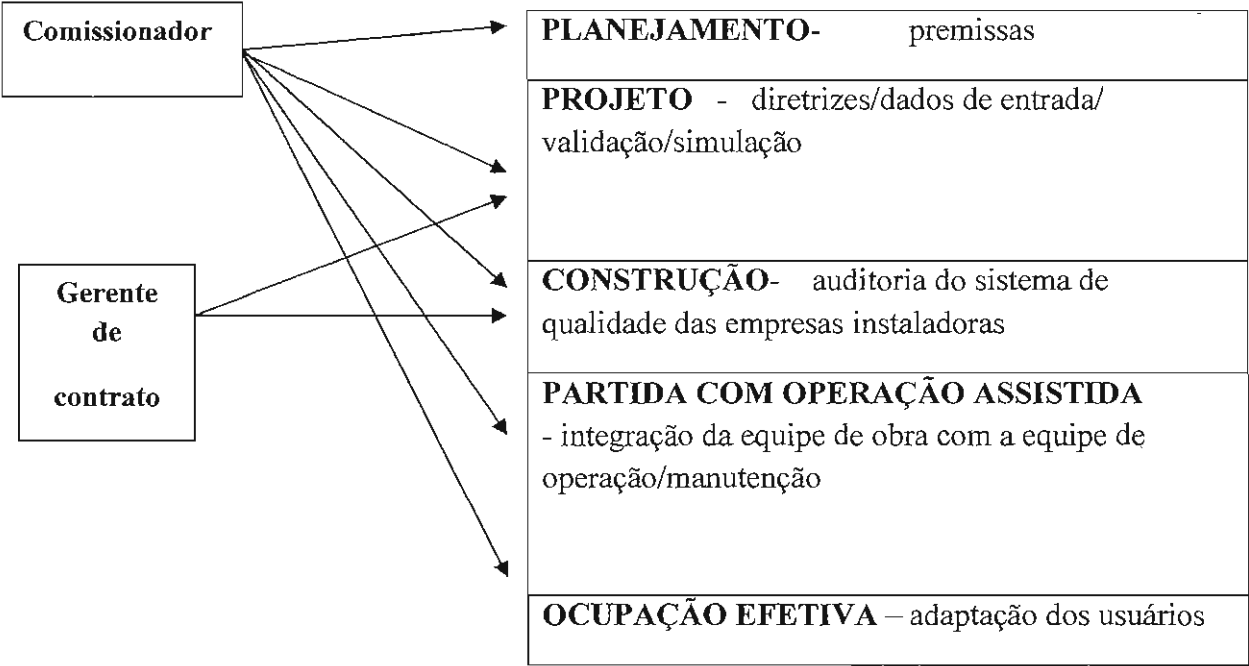 Comissionador
Gerente
de
contrato
PLANEJAMENTO- premissas
PROJETO - diretrizes/dados de entrada/
validação/simulação
CONSTRUÇÃO- auditoria do sistema de
qualidade das empresas instaladoras
PARTIDA COM OPERAÇÃO ASSISTIDA
- integração da equipe de obra com a equipe de
operação/manutenção
OCUPAÇÃO EFETIVA – adaptação dos usuários